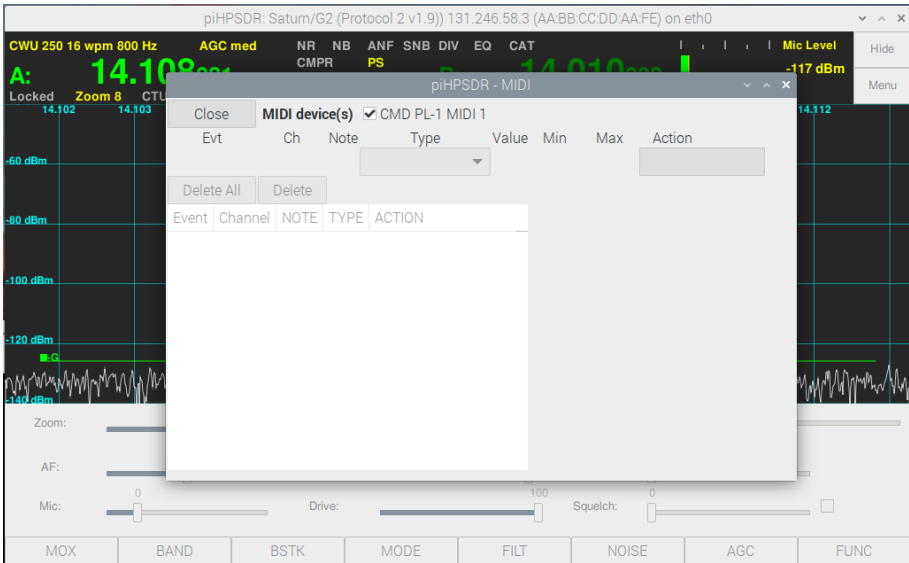 piHPSDR: Saturn/G2 (Protocol 2 v1.9)) 131.246.58.3 (AA:BB:CC:DD:AA:FE) on eth0
CWU 250 16 wpm 800 Hz AGC med NR NB ANF SNB DIV EQ CAT Mic Level Hide
CMPR PS
A: 14.108 14.010 -117 dBm
Menu
Locked Zoom 8 CTU
piHPSDR - MIDI
14.102 14.103 14.112
Close MIDI device(s) CMD PL-1 MIDI 1
Evt Ch Note Type Value Min Max Action
-60 dBm
Delete All Delete
Event Channel NOTE TYPE ACTION
-80 dBm
-100 dBm
-120 dBm
-G
-140 dBm
Zoom:
AF:
0 100 0
Mic: Drive: Squelch:
MOX BAND BSTK MODE FILT NOISE AGC FUNC